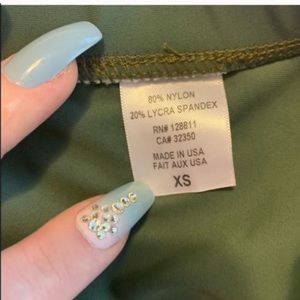 80% NYLON
20% LYCRA SPANDEX
RN# 128811
CA# 32350
MADE IN USA
FAIT AUX USA
XS